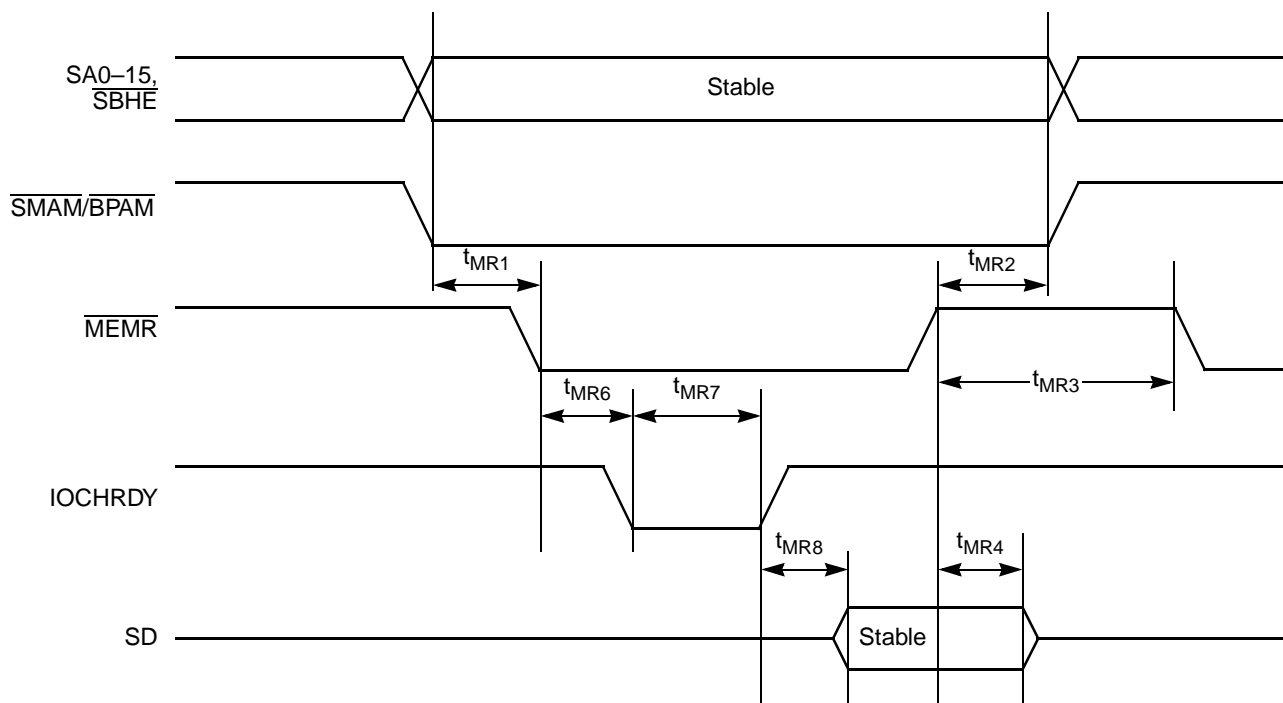 SA0–15,
SBHE
Stable
SMAM/BPAM
tMR1
tMR2
MEMR
tMR6
tMR7
tMR3
IOCHRDY
tMR8
tMR4
SD
Stable